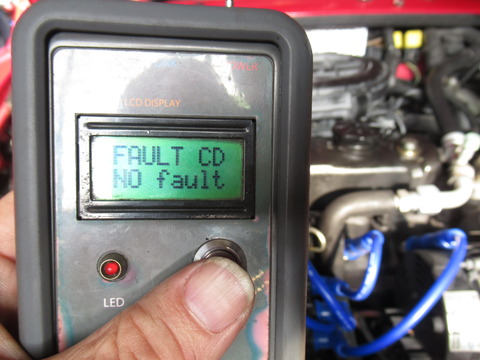 LCD DISPLAY
FAULT CD
NO fault
LED